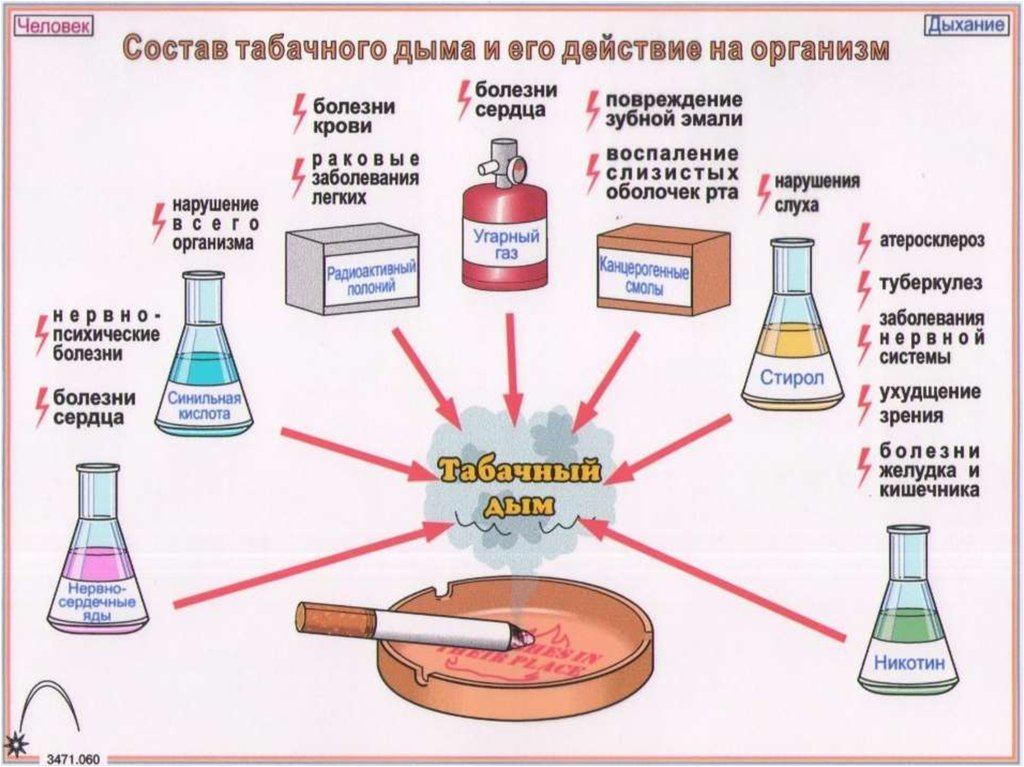 Человек
Дыхание
Состав табачного дыма и его действие на организм
болезни
крови
раковые
заболевания
легких
болезни
сердца
повреждение
зубной эмали
воспаление
слизистых
оболочек рта
нарушения
слуха
нарушение
всего
организма
нервно-
психические
болезни
болезни
сердца
атеросклероз
туберкулез
заболевания
нервной
системы
ухудщение
зрения
болезни
желудка и
кишечника
Радиоактивный
полоний
Угарный
газ
Канцерогенные
смолы
Синильная
кислота
Стирол
Нервно-
сердечные
яды
Никотин
Табачный
дым
THEIR PLACE
3471.060